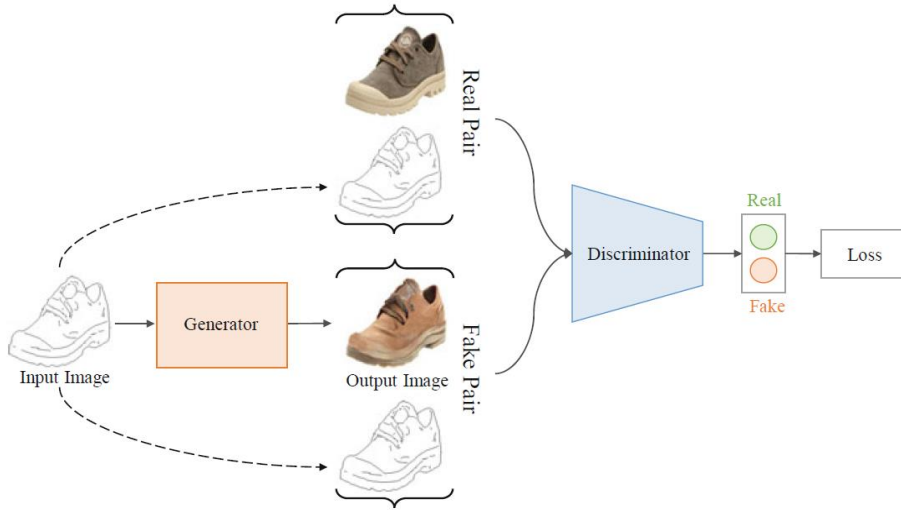 Real Pair
Real
Discriminator
Loss
Fake
Generator
Input Image
Output Image
Fake Pair